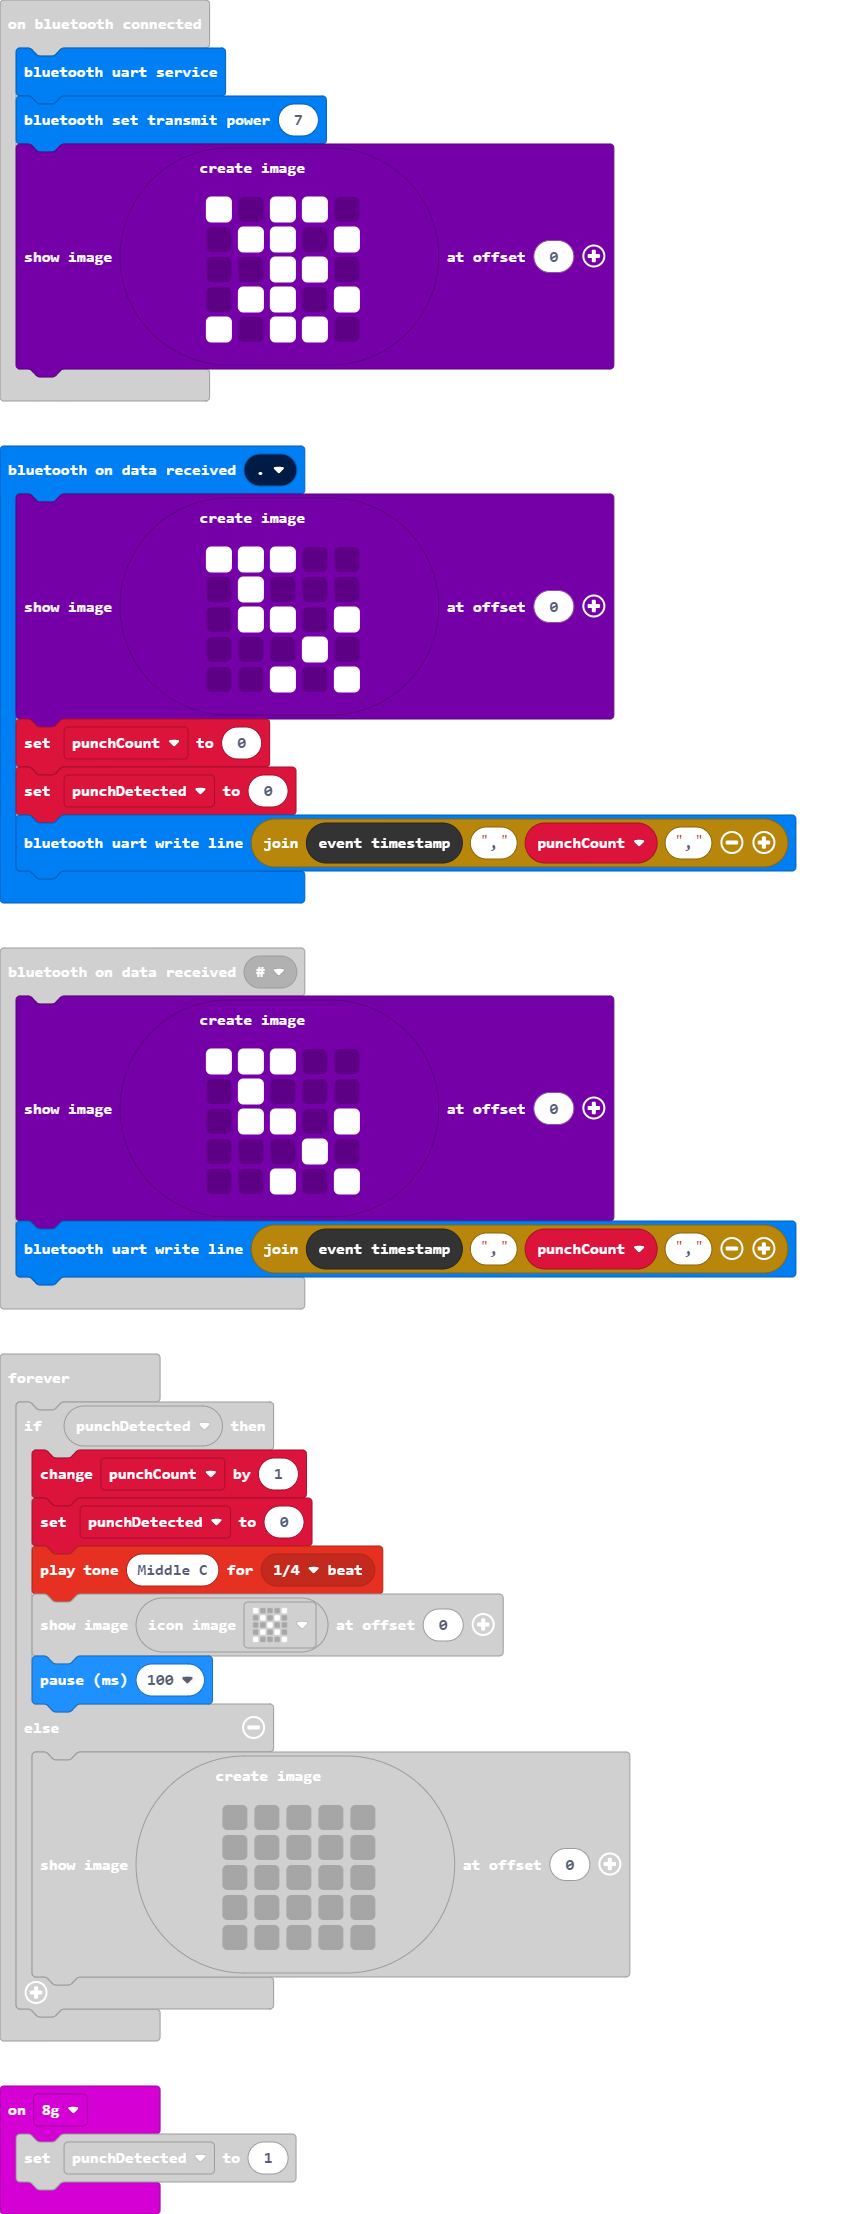 on bluetooth connected
bluetooth uart service
bluetooth set transmit power 7
create image
show image at offset 0
bluetooth on data received .
create image
show image at offset 0
set punchCount to 0
set punchDetected to 0
bluetooth uart write line join event timestamp "," punchCount ","
bluetooth on data received #
create image
show image at offset 0
bluetooth uart write line join event timestamp "," punchCount ","
forever
if punchDetected then
change punchCount by 1
set punchDetected to 0
play tone Middle C for 1/4 beat
show image icon image at offset 0
pause (ms) 100
else
create image
show image at offset 0
on 8g
set punchDetected to 1